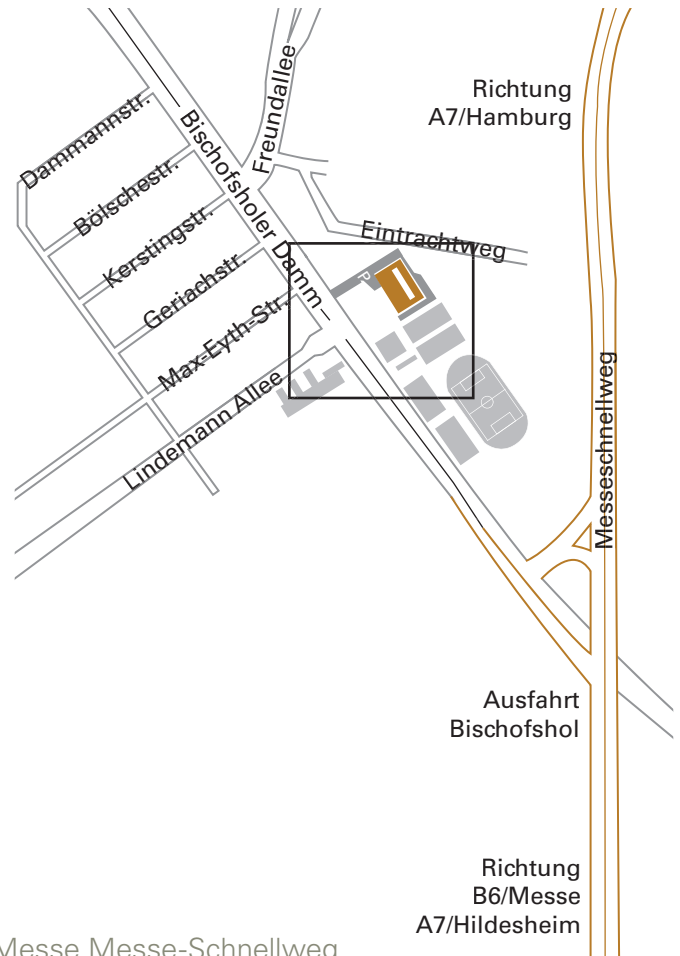 Richtung
A7/Hamburg
Freundallee
Dammannstr.
Bischofsholer Damm
Bölschestr.
Kerstingstr.
Eintrachtweg
Geriachstr.
P
Max-Eyth-Str.
Lindemann Allee
Messeschnellweg
Ausfahrt
Bischofshol
Richtung
B6/Messe
A7/Hildesheim
Messe Messe-Schnellweg